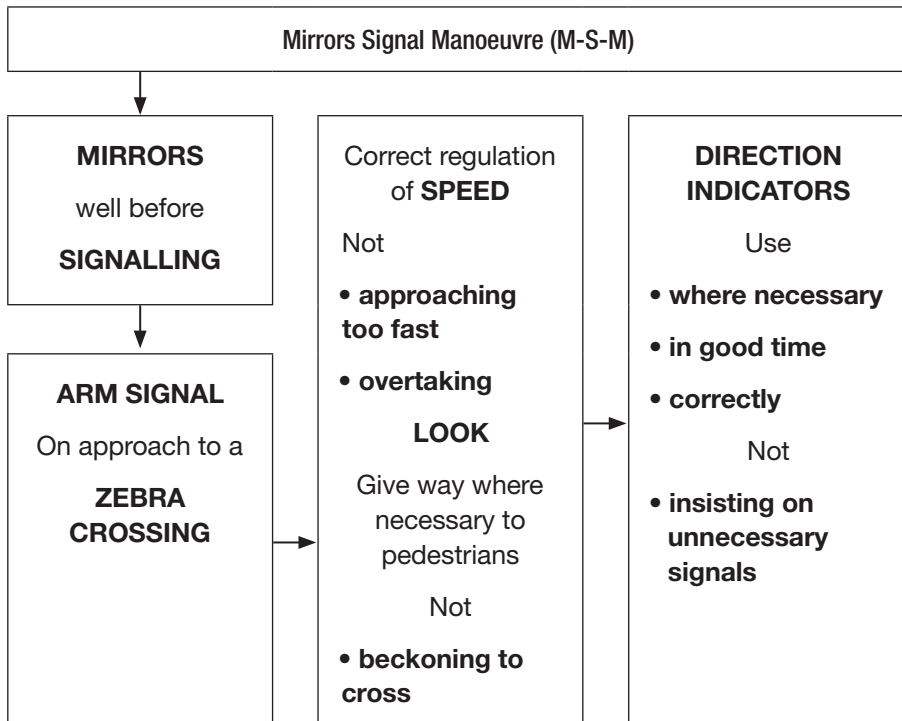 Mirrors Signal Manoeuvre (M-S-M)
MIRRORS
well before
SIGNALLING
ARM SIGNAL
On approach to a
ZEBRA
CROSSING
Correct regulation
of SPEED
Not
• approaching
too fast
• overtaking
LOOK
Give way where
necessary to
pedestrians
Not
• beckoning to
cross
DIRECTION
INDICATORS
Use
• where necessary
• in good time
• correctly
Not
• insisting on
unnecessary
signals